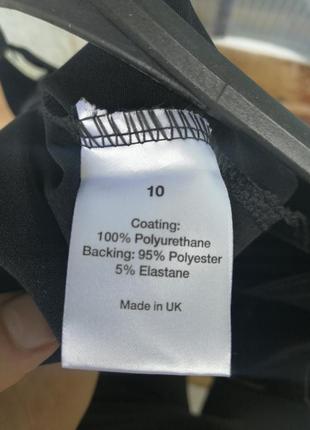 10
Coating:
100% Polyurethane
Backing: 95% Polyester
5% Elastane
Made in UK